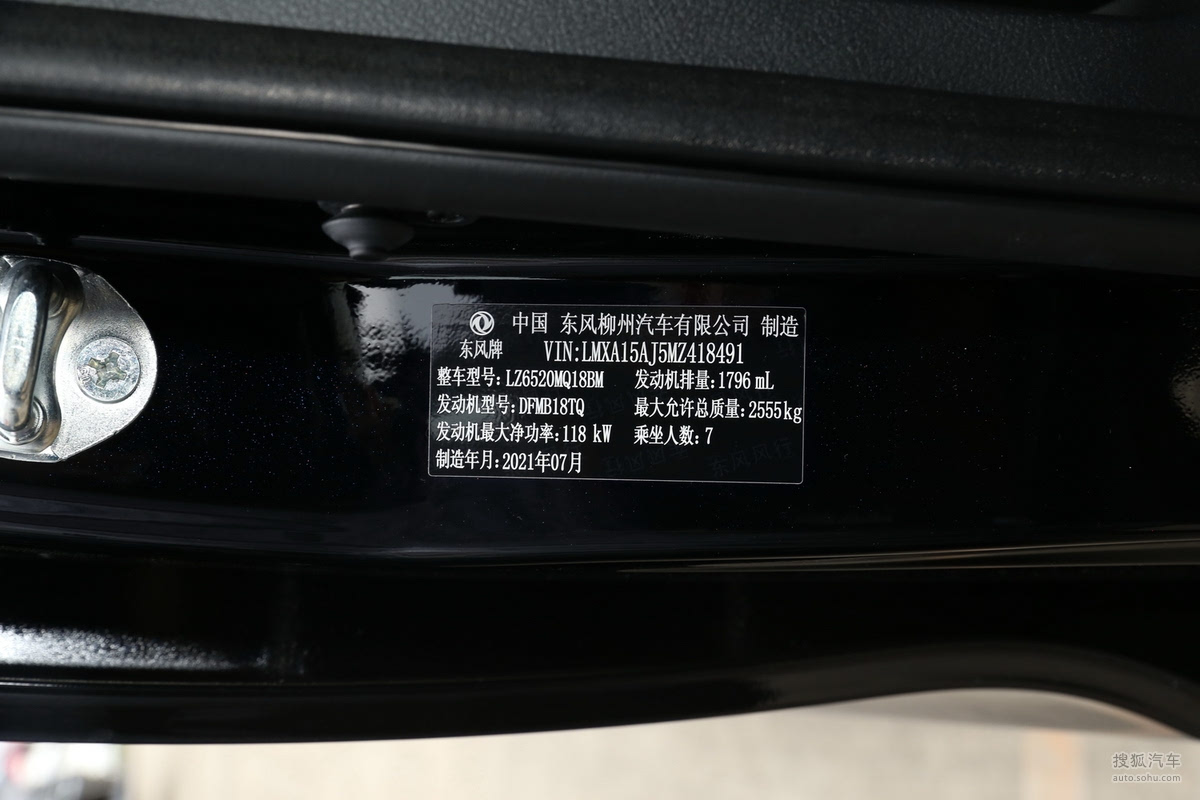 中国 东风柳州汽车有限公司 制造
东风牌 VIN:LMXA15AJ5MZ418491
整车型号:LZ6520MQ18BM 发动机排量:1796 mL
发动机型号:DFMB18TQ 最大允许总质量:2555kg
发动机最大净功率:118 kW 乘坐人数:7
制造年月:2021年07月
东风风行
搜狐汽车
auto.sohu.com